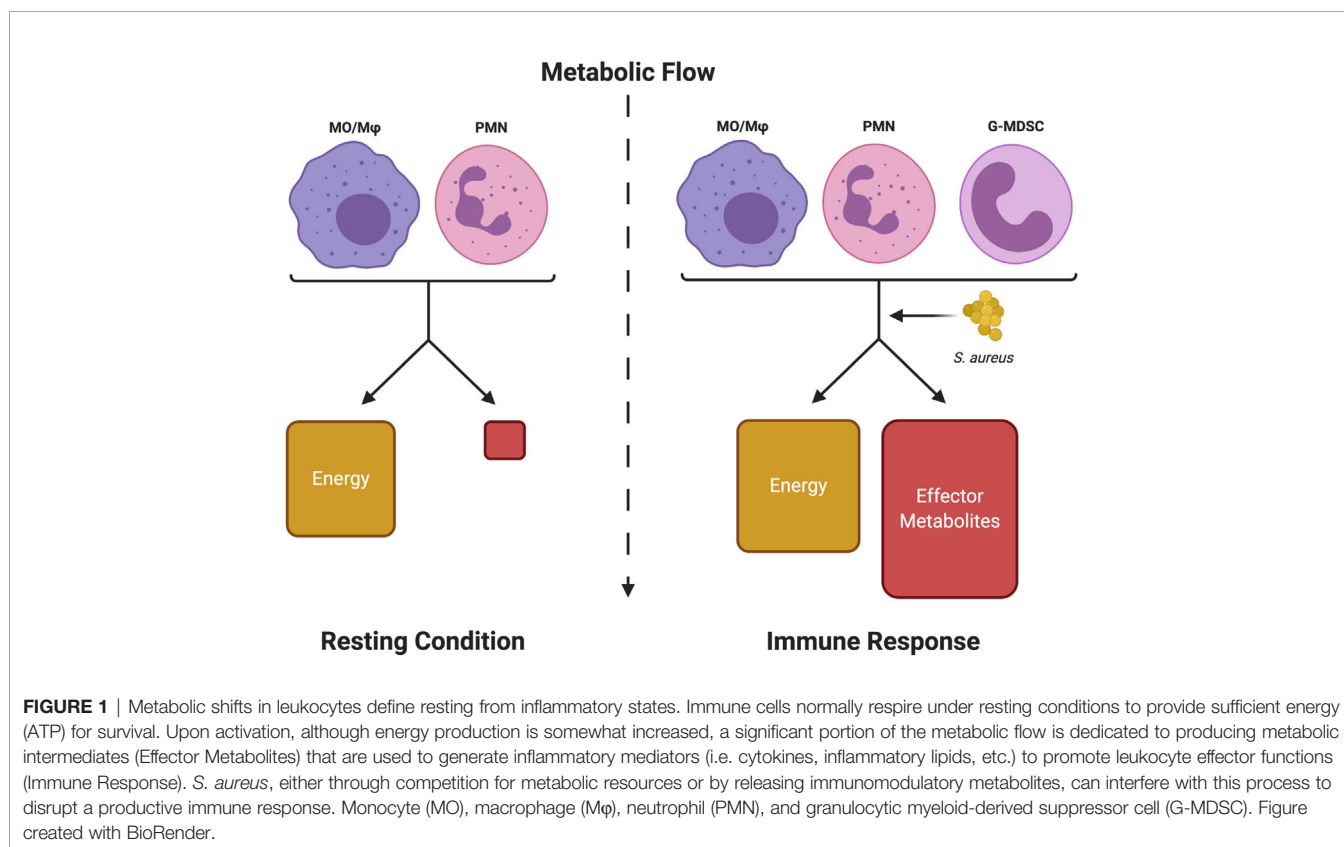 Metabolic Flow
MO/Mφ
PMN
MO/Mφ
PMN
G-MDSC
S. aureus
Energy
Energy
Effector
Metabolites
Resting Condition
Immune Response
FIGURE 1 | Metabolic shifts in leukocytes define resting from inflammatory states. Immune cells normally respire under resting conditions to provide sufficient energy
(ATP) for survival. Upon activation, although energy production is somewhat increased, a significant portion of the metabolic flow is dedicated to producing metabolic
intermediates (Effector Metabolites) that are used to generate inflammatory mediators (i.e. cytokines, inflammatory lipids, etc.) to promote leukocyte effector functions
(Immune Response). S. aureus, either through competition for metabolic resources or by releasing immunomodulatory metabolites, can interfere with this process to
disrupt a productive immune response. Monocyte (MO), macrophage (Mφ), neutrophil (PMN), and granulocytic myeloid-derived suppressor cell (G-MDSC). Figure
created with BioRender.